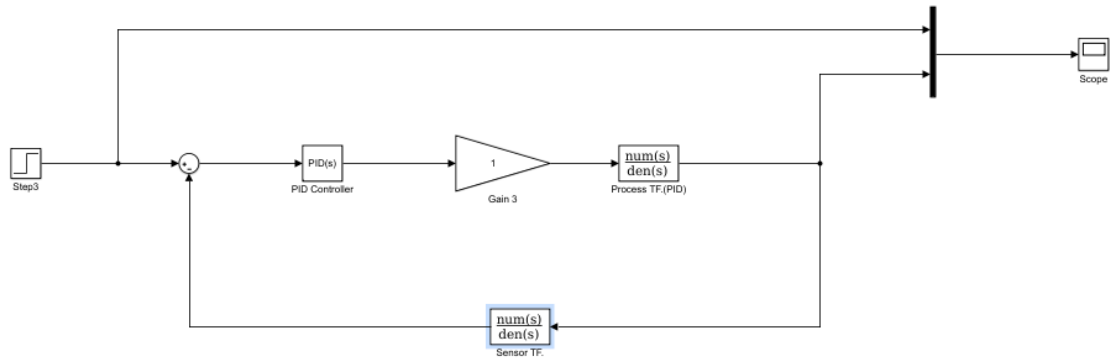 Scope
Step3
+
-
PID(s)
PID Controller
1
Gain 3
num(s)
den(s)
Process TF.(PID)
num(s)
den(s)
Sensor TF.